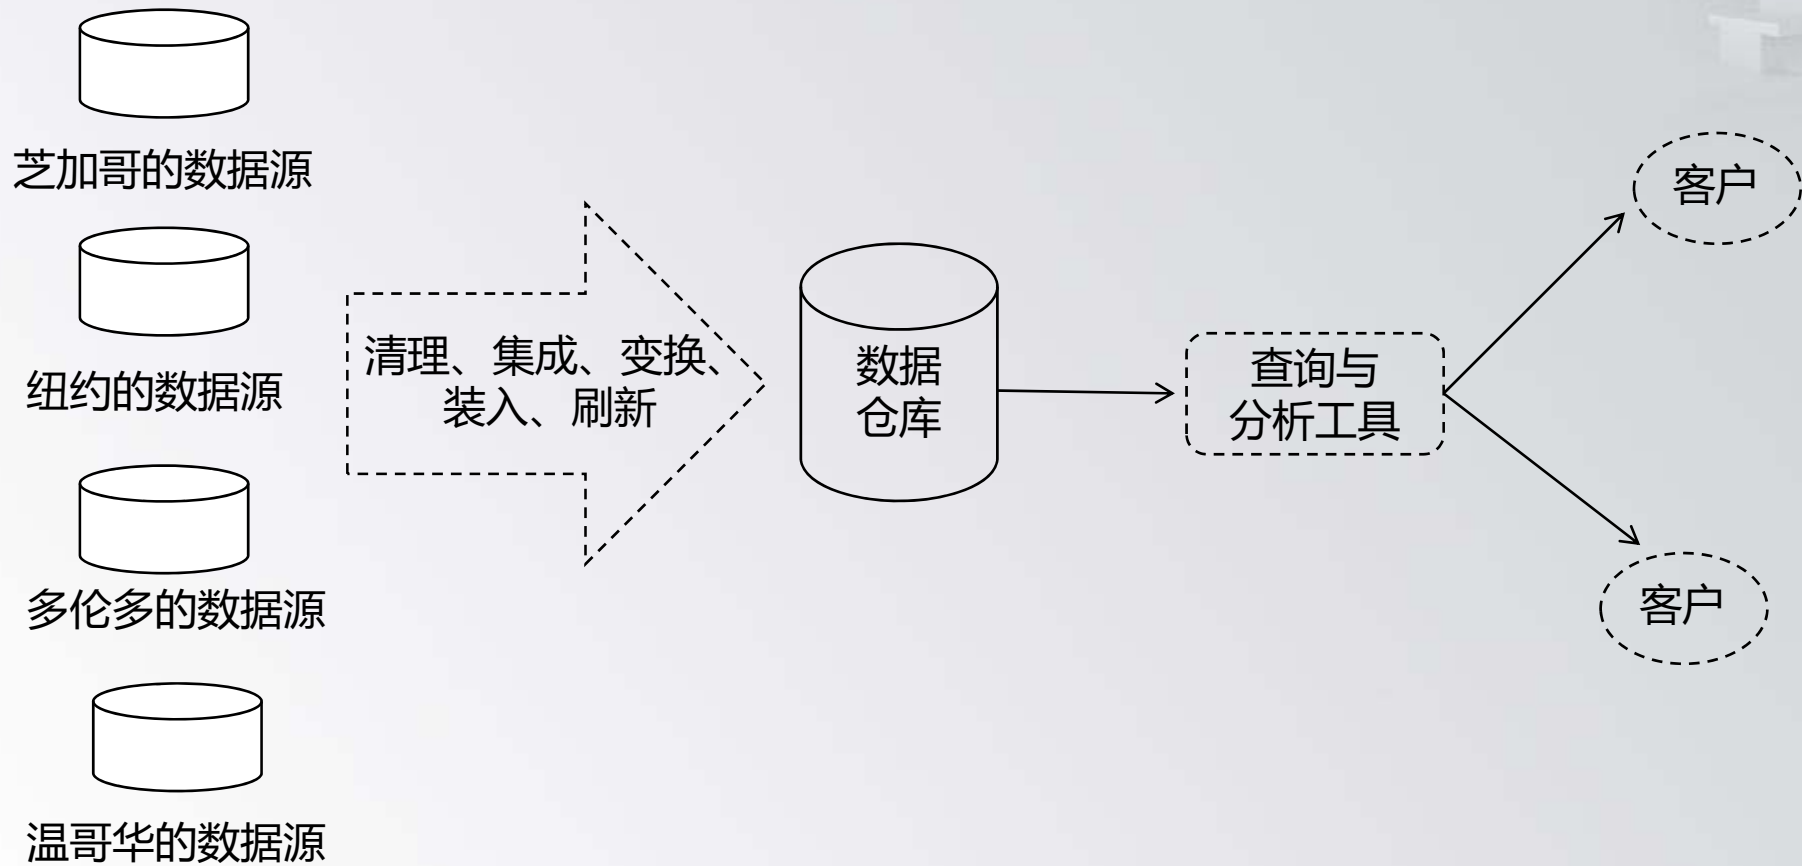 芝加哥的数据源
纽约的数据源
多伦多的数据源
温哥华的数据源
清理、集成、变换、
装入、刷新
数据
仓库
查询与
分析工具
客户
客户